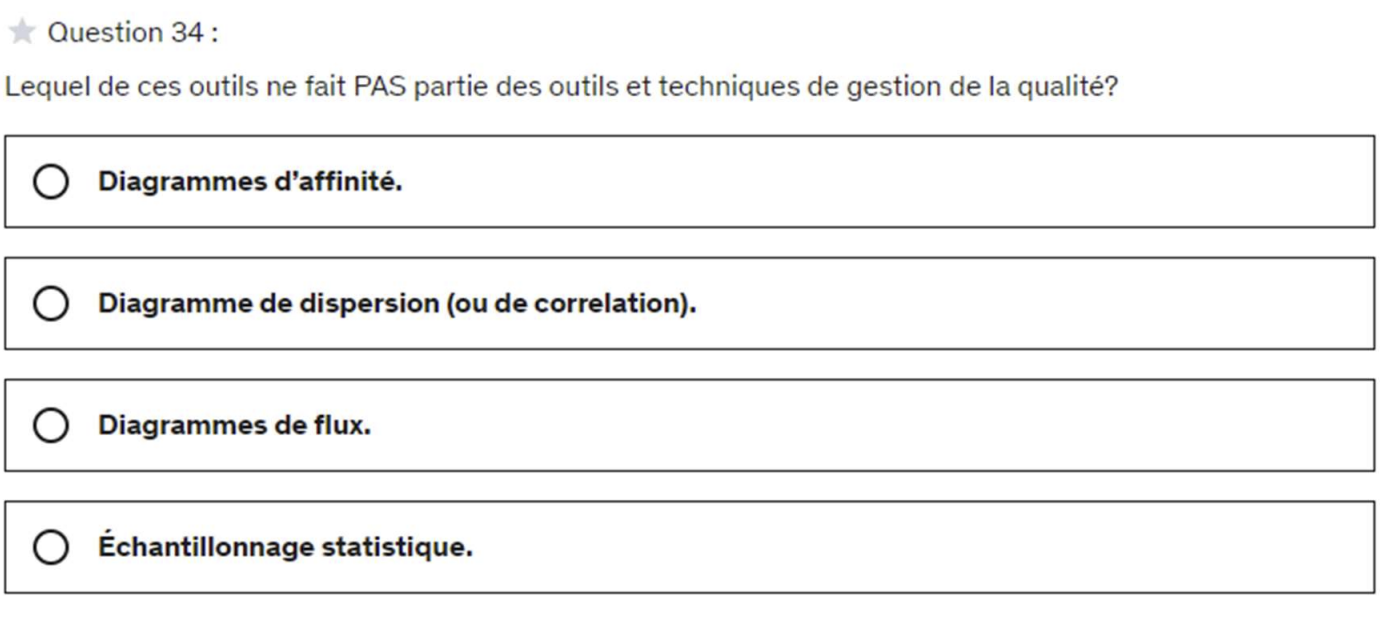 Question 34 :
Lequel de ces outils ne fait PAS partie des outils et techniques de gestion de la qualité?
Diagrammes d’affinité.
Diagramme de dispersion (ou de correlation).
Diagrammes de flux.
Échantillonnage statistique.